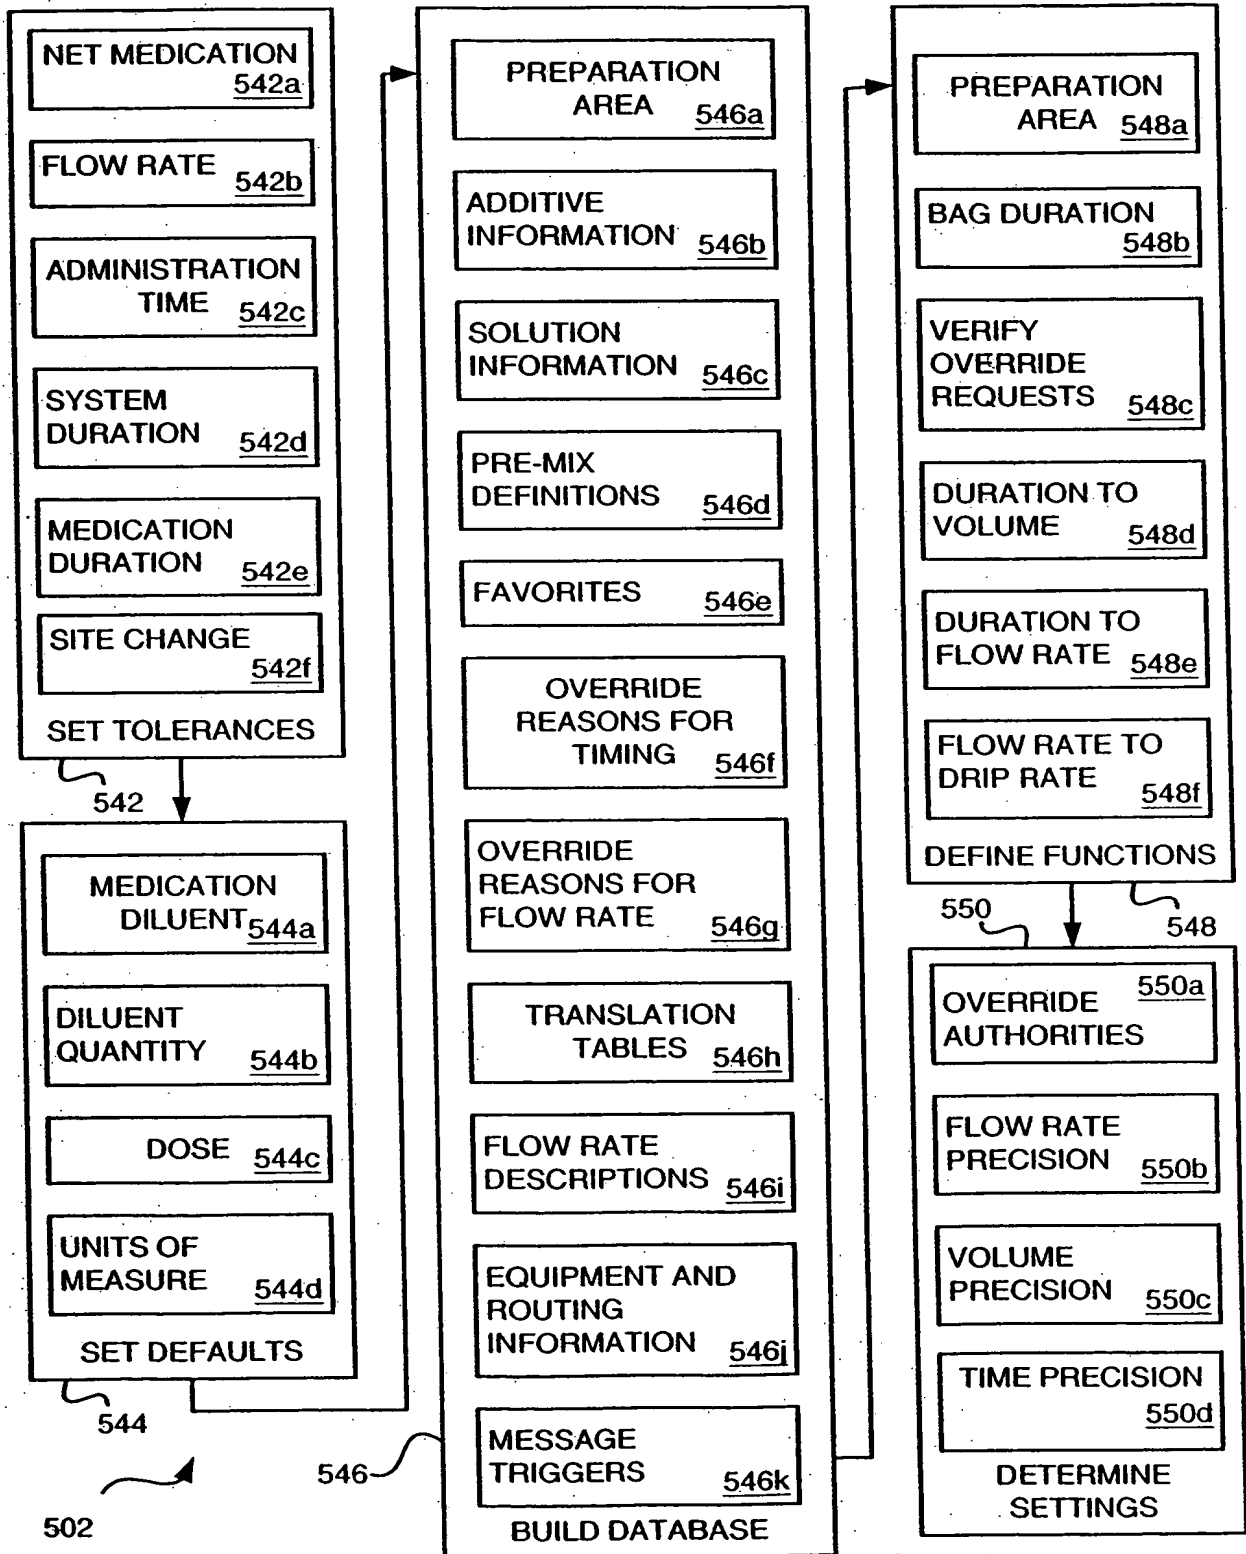 NET MEDICATION
542a
FLOW RATE
542b
ADMINISTRATION
TIME
542c
SYSTEM
DURATION
542d
MEDICATION
DURATION
542e
SITE CHANGE
542f
SET TOLERANCES
542
MEDICATION
DILUENT
544a
DILUENT
QUANTITY
544b
DOSE
544c
UNITS OF
MEASURE
544d
SET DEFAULTS
544
502
PREPARATION
AREA
546a
ADDITIVE
INFORMATION
546b
SOLUTION
INFORMATION
546c
PRE-MIX
DEFINITIONS
546d
FAVORITES
546e
OVERRIDE
REASONS FOR
TIMING
546f
OVERRIDE
REASONS FOR
FLOW RATE
546g
TRANSLATION
TABLES
546h
FLOW RATE
DESCRIPTIONS
546i
EQUIPMENT AND
ROUTING
INFORMATION
546j
MESSAGE
TRIGGERS
546k
BUILD DATABASE
546
PREPARATION
AREA
548a
BAG DURATION
548b
VERIFY
OVERRIDE
REQUESTS
548c
DURATION TO
VOLUME
548d
DURATION TO
FLOW RATE
548e
FLOW RATE TO
DRIP RATE
548f
DEFINE FUNCTIONS
548
550
OVERRIDE
AUTHORITIES
550a
FLOW RATE
PRECISION
550b
VOLUME
PRECISION
550c
TIME PRECISION
550d
DETERMINE
SETTINGS